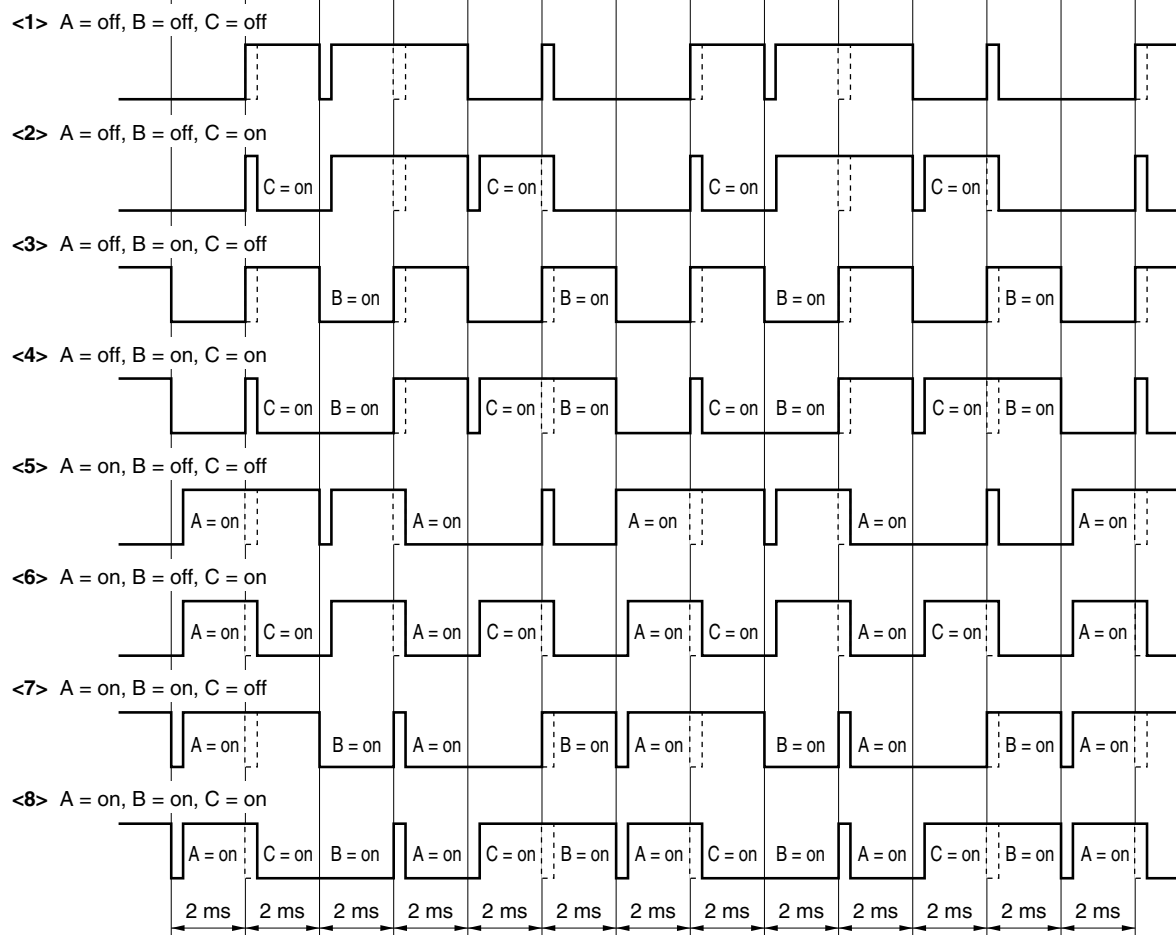 <1> A = off, B = off, C = off
<2> A = off, B = off, C = on
C = on C = on C = on C = on
<3> A = off, B = on, C = off
B = on B = on B = on B = on
<4> A = off, B = on, C = on
C = on B = on C = on B = on C = on B = on C = on B = on
<5> A = on, B = off, C = off
A = on A = on A = on A = on A = on
<6> A = on, B = off, C = on
A = on C = on A = on C = on A = on C = on A = on C = on A = on
<7> A = on, B = on, C = off
A = on B = on A = on B = on A = on B = on A = on B = on A = on
<8> A = on, B = on, C = on
A = on C = on B = on A = on C = on B = on A = on C = on B = on A = on C = on B = on A = on
2 ms 2 ms 2 ms 2 ms 2 ms 2 ms 2 ms 2 ms 2 ms 2 ms 2 ms 2 ms 2 ms